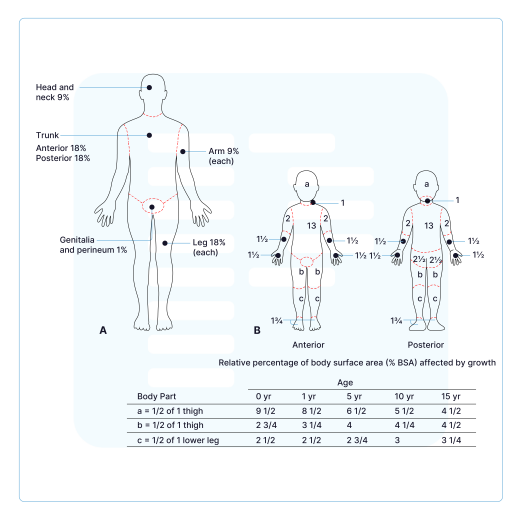 Head and
neck 9%
Trunk
Anterior 18%
Posterior 18%
Arm 9%
(each)
Genitalia
and perineum 1%
Leg 18%
(each)
A
a
1
2
13
2
1½
1½
1½
1½
b
b
c
c
1¾
Anterior
B
a
1
2
13
2
1½
1½
1½
1½
2½
2½
b
b
c
c
1¾
Posterior
Relative percentage of body surface area (% BSA) affected by growth
Age
Body Part 0 yr 1 yr 5 yr 10 yr 15 yr
a = 1/2 of 1 thigh 9 1/2 8 1/2 6 1/2 5 1/2 4 1/2
b = 1/2 of 1 thigh 2 3/4 3 1/4 4 4 1/4 4 1/2
c = 1/2 of 1 lower leg 2 1/2 2 1/2 2 3/4 3 3 1/4